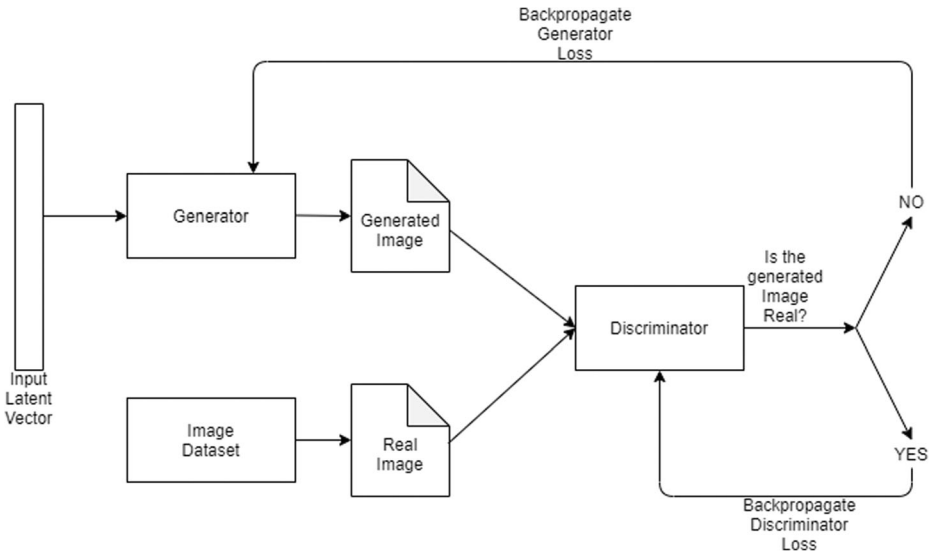 Backpropagate
Generator
Loss
Generator
Generated
Image
NO
Is the
generated
Image
Real?
Discriminator
Input
Latent
Vector
Image
Dataset
Real
Image
YES
Backpropagate
Discriminator
Loss